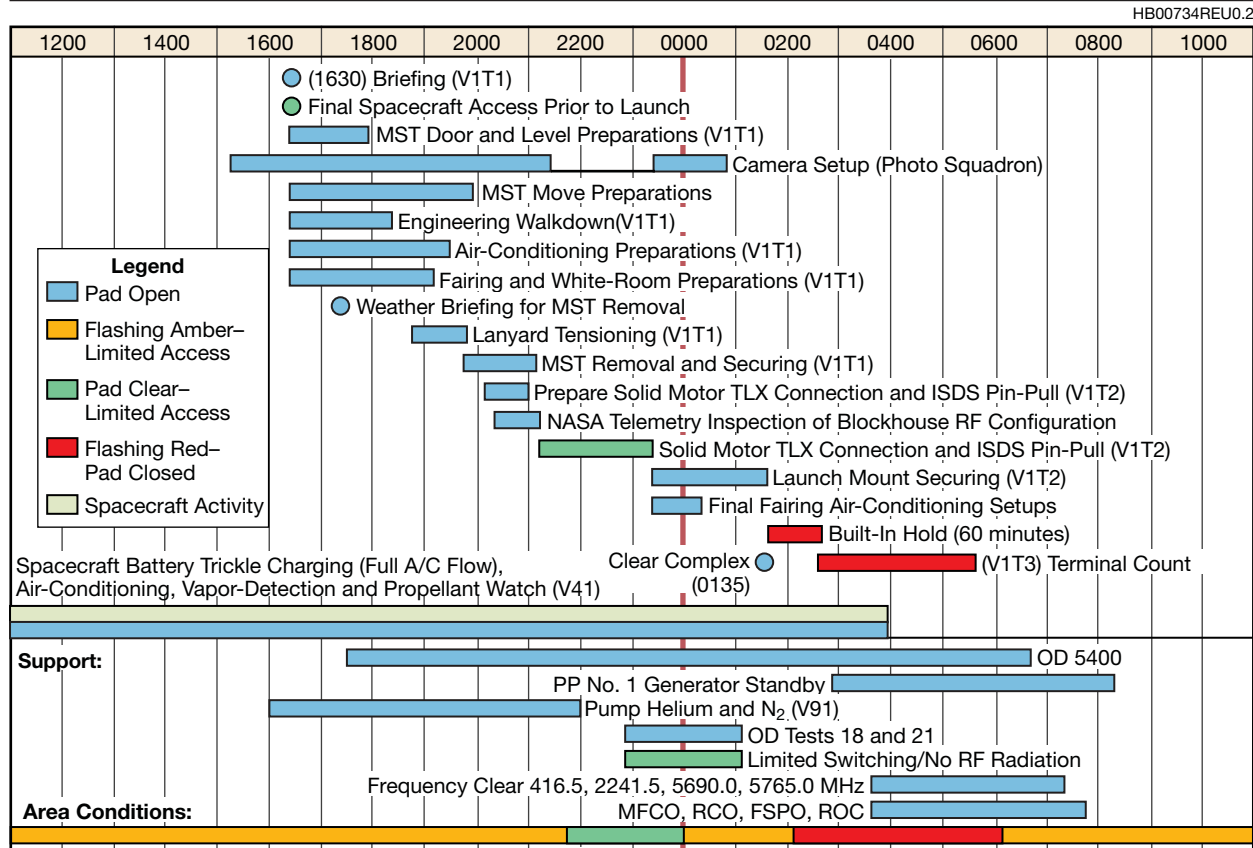 HB00734REU0.2
1200 1400 1600 1800 2000 2200 0000 0200 0400 0600 0800 1000
(1630) Briefing (V1T1)
Final Spacecraft Access Prior to Launch
MST Door and Level Preparations (V1T1)
Camera Setup (Photo Squadron)
MST Move Preparations
Engineering Walkdown(V1T1)
Air-Conditioning Preparations (V1T1)
Fairing and White-Room Preparations (V1T1)
Weather Briefing for MST Removal
Lanyard Tensioning (V1T1)
MST Removal and Securing (V1T1)
Prepare Solid Motor TLX Connection and ISDS Pin-Pull (V1T2)
NASA Telemetry Inspection of Blockhouse RF Configuration
Solid Motor TLX Connection and ISDS Pin-Pull (V1T2)
Launch Mount Securing (V1T2)
Final Fairing Air-Conditioning Setups
Built-In Hold (60 minutes)
Clear Complex
(0135)
(V1T3) Terminal Count
Legend
Pad Open
Flashing Amber–
Limited Access
Pad Clear–
Limited Access
Flashing Red–
Pad Closed
Spacecraft Activity
Spacecraft Battery Trickle Charging (Full A/C Flow),
Air-Conditioning, Vapor-Detection and Propellant Watch (V41)
Support:
OD 5400
PP No. 1 Generator Standby
Pump Helium and N2 (V91)
OD Tests 18 and 21
Limited Switching/No RF Radiation
Frequency Clear 416.5, 2241.5, 5690.0, 5765.0 MHz
Area Conditions:
MFCO, RCO, FSPO, ROC